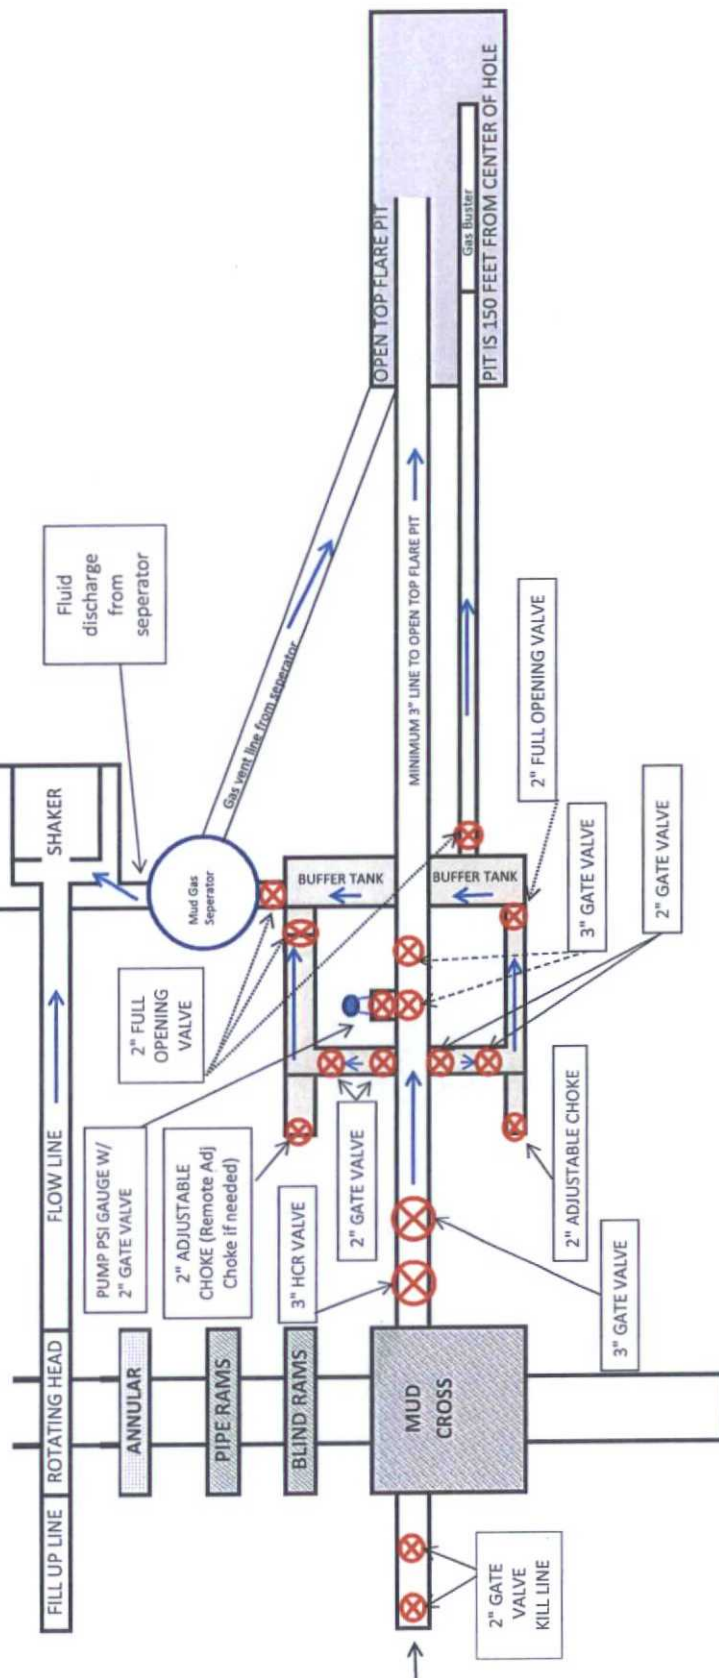 FILL UP LINE
ROTATING HEAD
FLOW LINE
SHAKER
Fluid
discharge
from
seperator
ANNULAR
PIPE RAMS
BLIND RAMS
MUD
CROSS
PUMP PSI GAUGE W/
2" GATE VALVE
2" ADJUSTABLE
CHOKE (Remote Adj
Choke if needed)
3" HCR VALVE
2" FULL
OPENING
VALVE
2" GATE VALVE
Mud Gas
Seperator
Gas vent line from seperator
BUFFER TANK
BUFFER TANK
MINIMUM 3" LINE TO OPEN TOP FLARE PIT
OPEN TOP FLARE PIT
Gas Buster
PIT IS 150 FEET FROM CENTER OF HOLE
2" GATE
VALVE
KILL LINE
3" GATE VALVE
2" ADJUSTABLE CHOKE
2" FULL OPENING VALVE
3" GATE VALVE
2" GATE VALVE